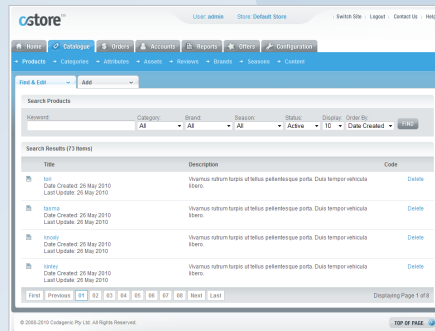 cstore
User: admin Store: Default Store Switch Site Logout Contact Us Help
Home Catalogue $ Orders Accounts Reports Offers Configuration
Products Categories Attributes Assets Reviews Brands Seasons Content
Find & Edit Add
Search Products
Keyword Category: Brand: Season: Status: Display: Order By:
All All All Active 10 Date Created FIND
Search Results (73 Items)
Title Description Code
ton Vivamus rutrum turpis ut tellus pellentesque porta. Duis tempor vehicula Delete
Date Created: 26 May 2010 libero.
Last Update: 26 May 2010
tasma Vivamus rutrum turpis ut tellus pellentesque porta. Duis tempor vehicula Delete
Date Created: 26 May 2010 libero.
Last Update: 26 May 2010
knoxly Vivamus rutrum turpis ut tellus pellentesque porta. Duis tempor vehicula Delete
Date Created: 26 May 2010 libero.
Last Update: 26 May 2010
ninley Vivamus rutrum turpis ut tellus pellentesque porta. Duis tempor vehicula Delete
Date Created: 26 May 2010 libero.
Last Update: 26 May 2010
First Previous 01 02 03 04 05 06 07 08 Next Last Displaying Page 1 of 8
© 2000-2010 Codagenic Pty Ltd. All Rights Reserved. TOP OF PAGE